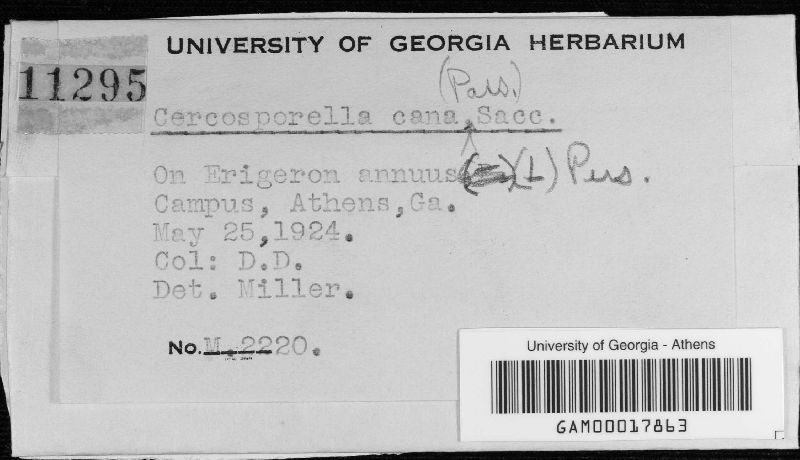 UNIVERSITY OF GEORGIA HERBARIUM
11295
(Pass.)
Cercosporella cana, Sacc.
On Erigeron annuus (L) Pers.
Campus, Athens, Ga.
May 25, 1924.
Col: D.D.
Det. Miller.
No. M.2220.
University of Georgia - Athens
GAM00017863